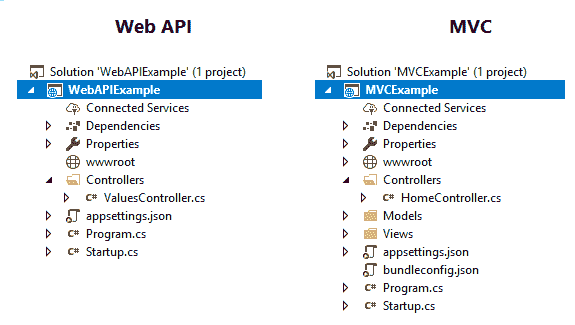 Web API
Solution 'WebAPIExample' (1 project)
WebAPIExample
Connected Services
Dependencies
Properties
wwwroot
Controllers
C# ValuesController.cs
appsettings.json
C# Program.cs
C# Startup.cs
MVC
Solution 'MVCExample' (1 project)
MVCExample
Connected Services
Dependencies
Properties
wwwroot
Controllers
C# HomeController.cs
Models
Views
appsettings.json
bundleconfig.json
C# Program.cs
C# Startup.cs